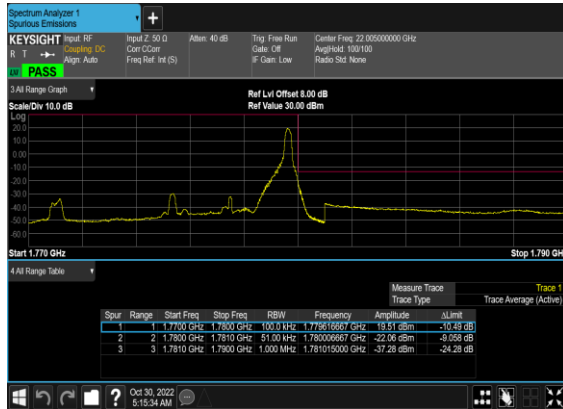 Spectrum Analyzer 1
Spurious Emissions
KEYSIGHT Input: RF Input Z: 50 Ω Atten: 40 dB Trig: Free Run Center Freq: 22.005000000 GHz
R T Coupling: DC Corr CCorr Gate: Off Avg|Hold: 100/100
Align: Auto Freq Ref: Int (S) IF Gain: Low Radio Std: None
PASS
3 All Range Graph
Ref Lvl Offset 8.00 dB
Scale/Div 10.0 dB Ref Value 30.00 dBm
Log
20.0
10.0
0.00
-10.0
-20.0
-30.0
-40.0
-50.0
-60.0
Start 1.770 GHz Stop 1.790 GH
4 All Range Table
Measure Trace Trace 1
Trace Type Trace Average (Active)
Spur Range Start Freq Stop Freq RBW Frequency Amplitude ΔLimit
1 1 1.7700 GHz 1.7800 GHz 100.0 kHz 1.779616667 GHz 19.51 dBm -10.49 dB
2 2 1.7800 GHz 1.7810 GHz 51.00 kHz 1.780006667 GHz -22.06 dBm -9.058 dB
3 3 1.7810 GHz 1.7900 GHz 1.000 MHz 1.781015000 GHz -37.28 dBm -24.28 dB
Oct 30, 2022
5:15:34 AM